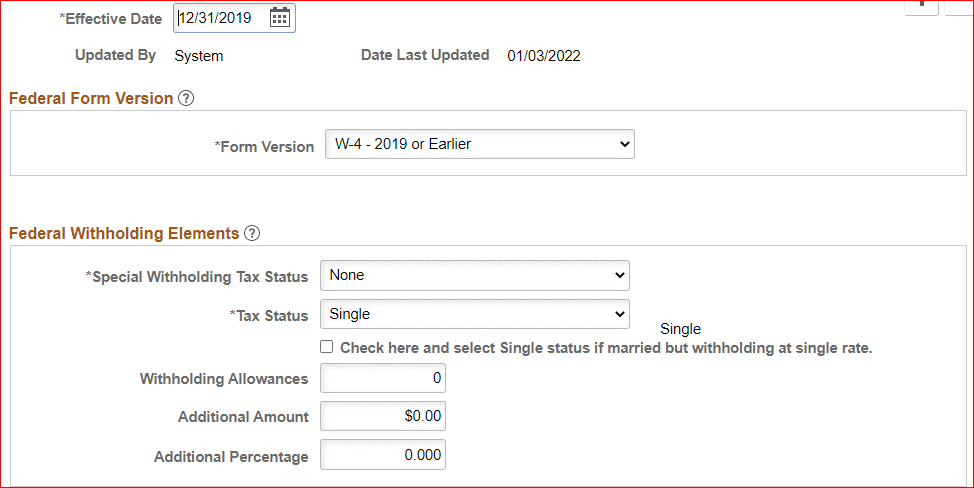 *Effective Date 12/31/2019
Updated By System Date Last Updated 01/03/2022
Federal Form Version ?
*Form Version W-4 - 2019 or Earlier
Federal Withholding Elements ?
*Special Withholding Tax Status None
*Tax Status Single
Single
Check here and select Single status if married but withholding at single rate.
Withholding Allowances 0
Additional Amount $0.00
Additional Percentage 0.000